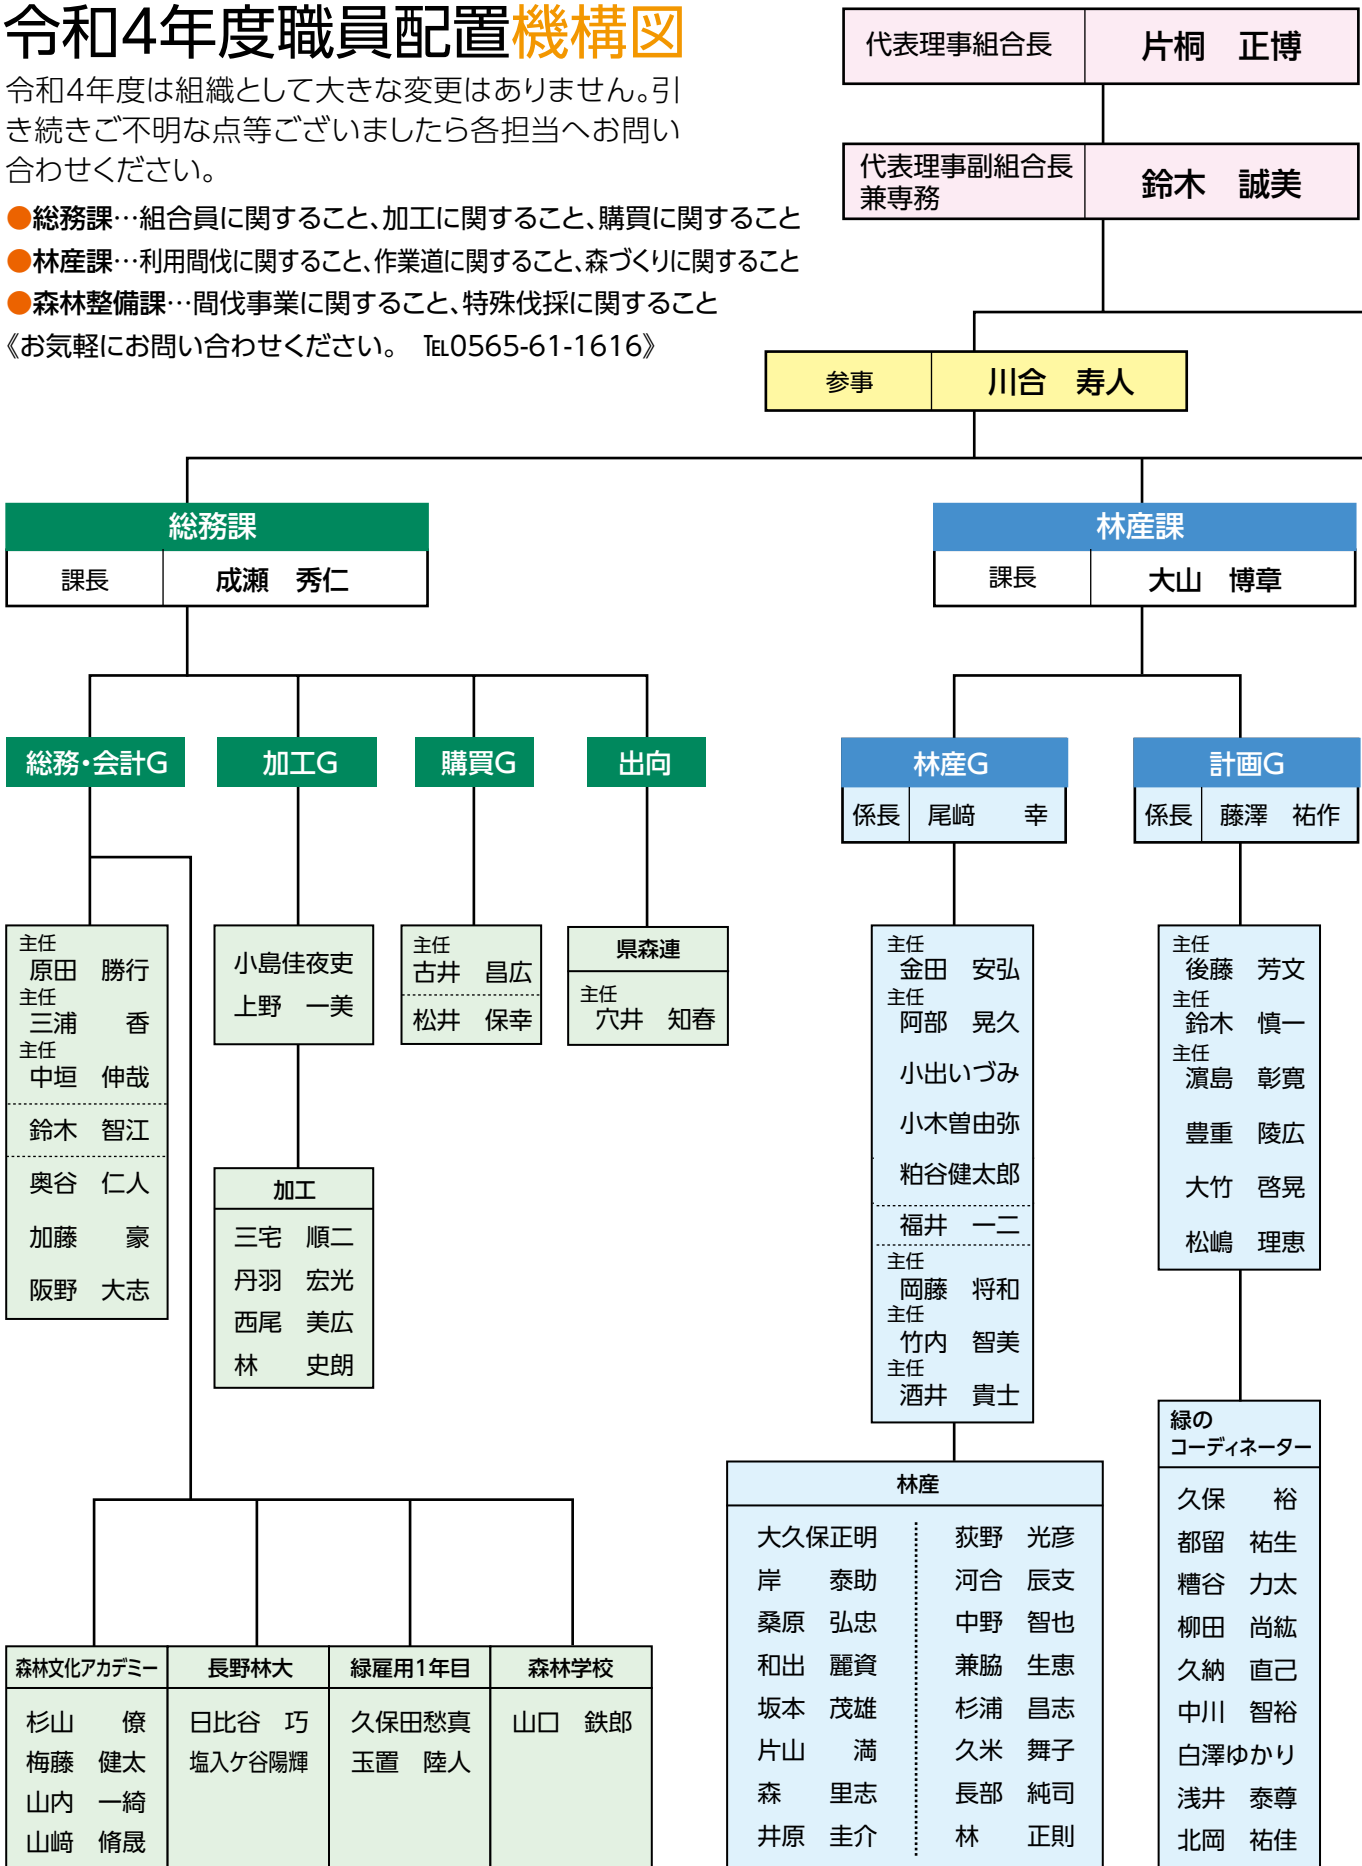 令和4年度職員配置機構図
令和4年度は組織として大きな変更はありません。引
き続きご不明な点等ございましたら各担当へお問い
合わせください。
●総務課…組合員に関すること、加工に関すること、購買に関すること
●林産課…利用間伐に関すること、作業道に関すること、森づくりに関すること
●森林整備課…間伐事業に関すること、特殊伐採に関すること
《お気軽にお問い合わせください。 ℡0565-61-1616》
代表理事組合長 片桐 正博
代表理事副組合長
兼専務
鈴木 誠美
参事 川合 寿人
総務課
課長 成瀬 秀仁
総務・会計G
主任
原田 勝行
主任
三浦 香
主任
中垣 伸哉
鈴木 智江
奥谷 仁人
加藤 豪
阪野 大志
加工G
小島佳夜吏
上野 一美
加工
三宅 順二
丹羽 宏光
西尾 美広
林 史朗
購買G
主任
古井 昌広
松井 保幸
出向
県森連
主任
穴井 知春
森林文化アカデミー
杉山 僚
梅藤 健太
山内 一綺
山﨑 脩晟
長野林大
日比谷 巧
塩入ケ谷陽輝
緑雇用1年目
久保田愁真
玉置 陸人
森林学校
山口 鉄郎
林産課
課長 大山 博章
林産G
係長 尾﨑 幸
主任
金田 安弘
主任
阿部 晃久
小出いづみ
小木曽由弥
粕谷健太郎
福井 一二
主任
岡藤 将和
主任
竹内 智美
主任
酒井 貴士
林産
大久保正明
岸 泰助
桑原 弘忠
和出 麗資
坂本 茂雄
片山 満
森 里志
井原 圭介
荻野 光彦
河合 辰支
中野 智也
兼脇 生恵
杉浦 昌志
久米 舞子
長部 純司
林 正則
計画G
係長 藤澤 祐作
主任
後藤 芳文
主任
鈴木 慎一
主任
濵島 彰寛
豊重 陵広
大竹 啓晃
松嶋 理恵
緑の
コーディネーター
久保 裕
都留 祐生
糟谷 力太
柳田 尚紘
久納 直己
中川 智裕
白澤ゆかり
浅井 泰尊
北岡 祐佳